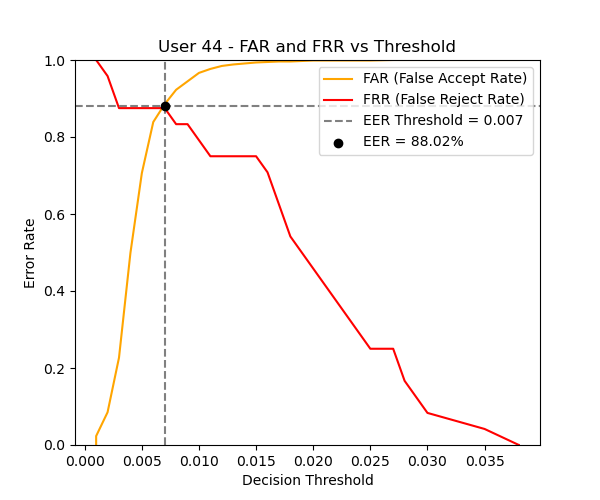 User 44 - FAR and FRR vs Threshold
FAR (False Accept Rate)
FRR (False Reject Rate)
EER Threshold = 0.007
EER = 88.02%
Error Rate
1.0
0.8
0.6
0.4
0.2
0.0
0.000 0.005 0.010 0.015 0.020 0.025 0.030 0.035
Decision Threshold